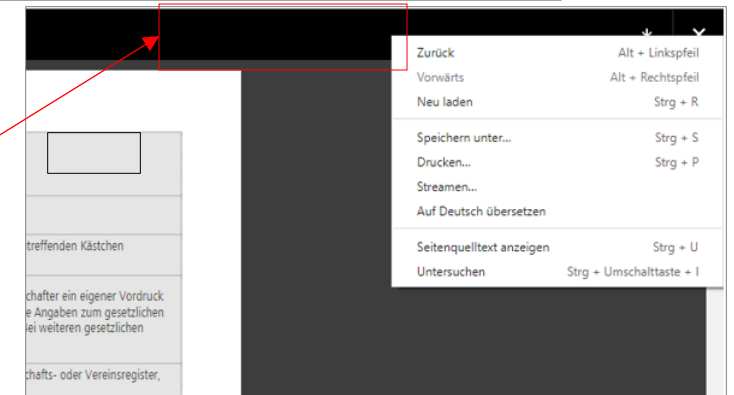 Zurück Alt + Linkspfeil
Vorwärts Alt + Rechtspfeil
Neu laden Strg + R
Speichern unter... Strg + S
Drucken... Strg + P
Streamen...
Auf Deutsch übersetzen
Seitenquelltext anzeigen Strg + U
Untersuchen Strg + Umschalttaste + I
treffenden Kästchen
chafter ein eigener Vordruck
e Angaben zum gesetzlichen
ei weiteren gesetzlichen
chafts- oder Vereinsregister,